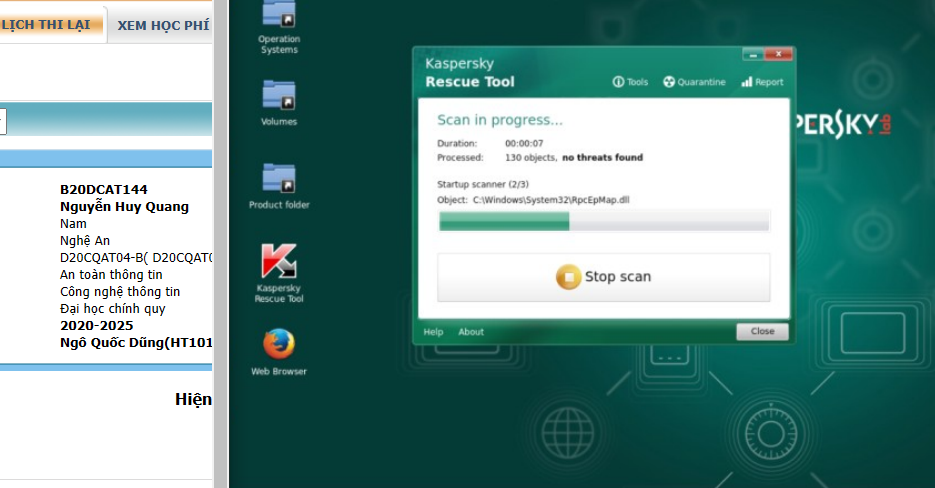 LỊCH THI LẠI
XEM HỌC PHÍ
B20DCAT144
Nguyễn Huy Quang
Nam
Nghệ An
D20CQAT04-B( D20CQAT0
An toàn thông tin
Công nghệ thông tin
Đại học chính quy
2020-2025
Ngô Quốc Dũng(HT101
Hiện
Operation
Systems
Volumes
Product folder
Kaspersky
Rescue Tool
Web Browser
Kaspersky
Rescue Tool
Tools
Quarantine
Report
Scan in progress...
Duration: 00:00:07
Processed: 130 objects, no threats found
Startup scanner (2/3)
Object: C:\Windows\System32\RpcEpMap.dll
Stop scan
Help
About
Close
PERSKY lab